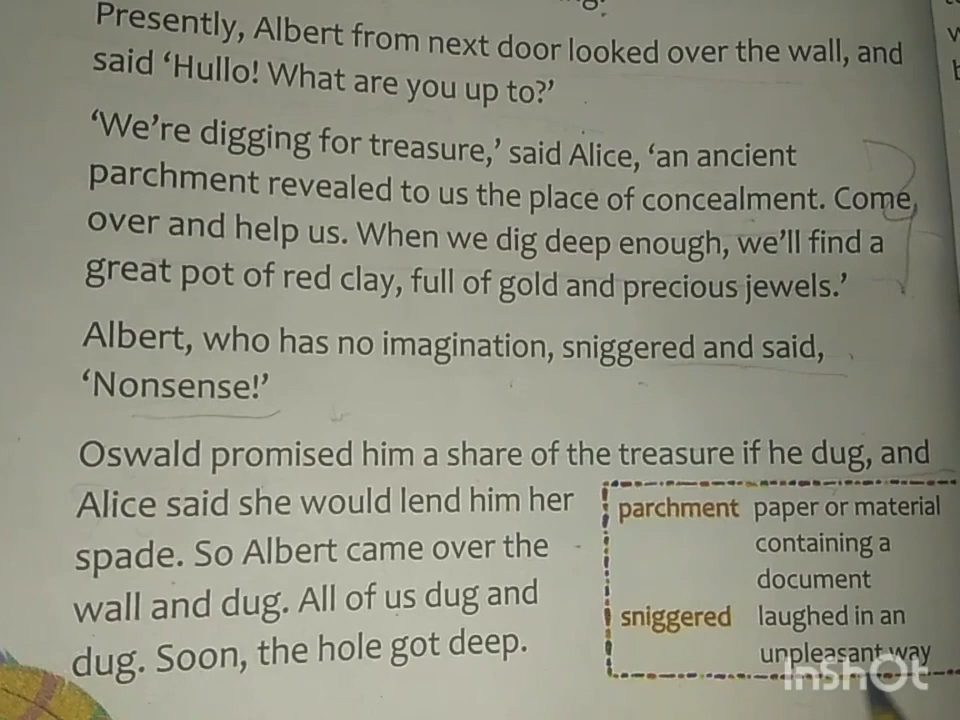 Presently, Albert from next door looked over the wall, and
said ‘Hullo! What are you up to?’
‘We’re digging for treasure,’ said Alice, ‘an ancient
parchment revealed to us the place of concealment. Come
over and help us. When we dig deep enough, we’ll find a
great pot of red clay, full of gold and precious jewels.’
Albert, who has no imagination, sniggered and said,
‘Nonsense!’
Oswald promised him a share of the treasure if he dug, and
Alice said she would lend him her
spade. So Albert came over the
wall and dug. All of us dug and
dug. Soon, the hole got deep.
parchment paper or material
containing a
document
sniggered laughed in an
unpleasant way
InShOt